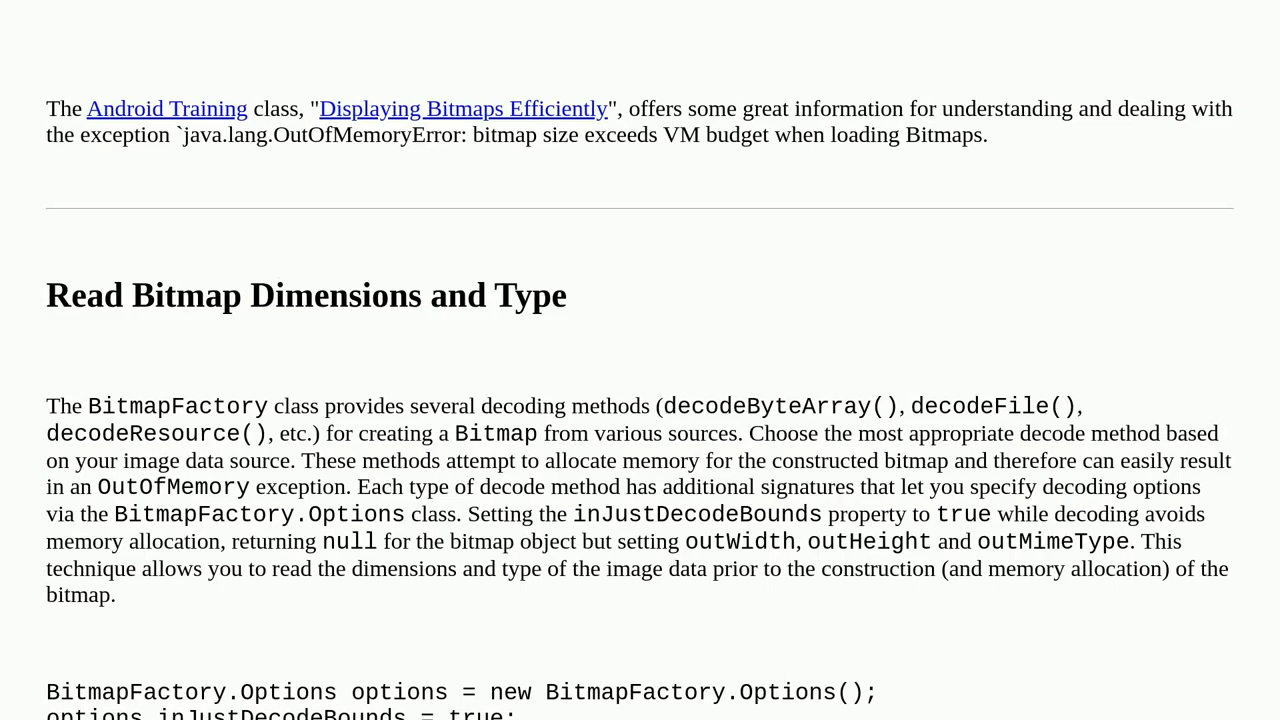 The Android Training class, "Displaying Bitmaps Efficiently", offers some great information for understanding and dealing with
the exception `java.lang.OutOfMemoryError: bitmap size exceeds VM budget when loading Bitmaps.
Read Bitmap Dimensions and Type
The BitmapFactory class provides several decoding methods (decodeByteArray(), decodeFile(),
decodeResource(), etc.) for creating a Bitmap from various sources. Choose the most appropriate decode method based
on your image data source. These methods attempt to allocate memory for the constructed bitmap and therefore can easily result
in an OutOfMemory exception. Each type of decode method has additional signatures that let you specify decoding options
via the BitmapFactory.Options class. Setting the inJustDecodeBounds property to true while decoding avoids
memory allocation, returning null for the bitmap object but setting outWidth, outHeight and outMimeType. This
technique allows you to read the dimensions and type of the image data prior to the construction (and memory allocation) of the
bitmap.
BitmapFactory.Options options = new BitmapFactory.Options();
options.inJustDecodeBounds = true;